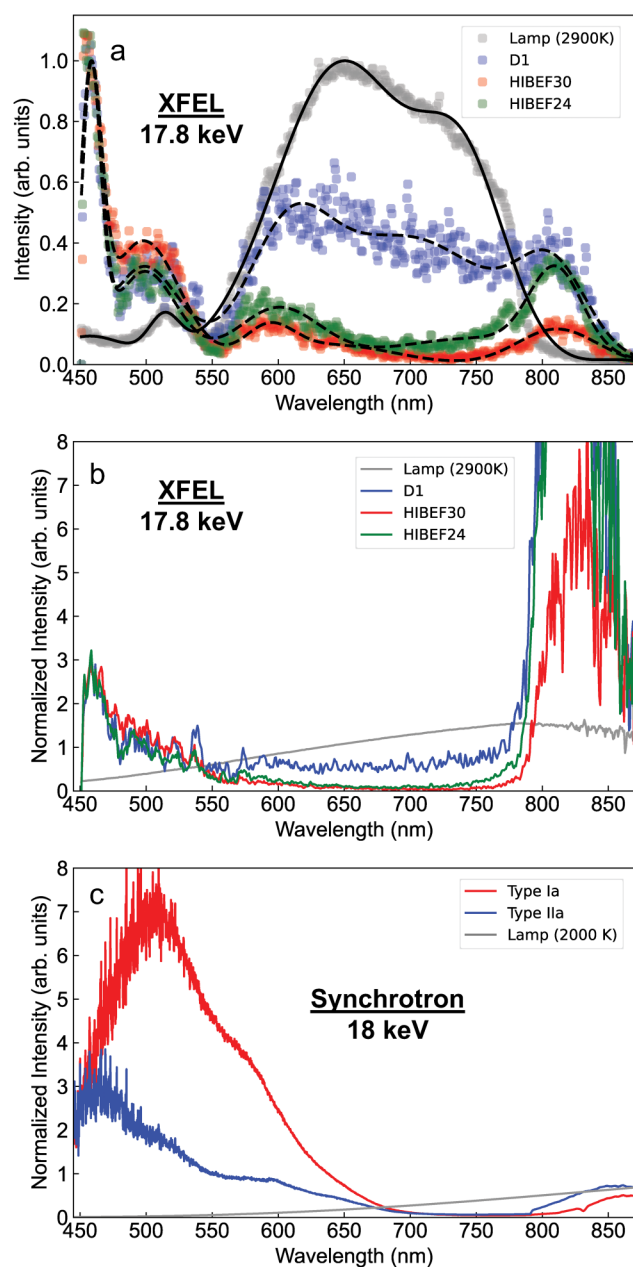 a
XFEL
17.8 keV
Lamp (2900K)
D1
HIBEF30
HIBEF24
Intensity (arb. units)
1.0
0.8
0.6
0.4
0.2
0.0
450 500 550 600 650 700 750 800 850
Wavelength (nm)
b
XFEL
17.8 keV
Lamp (2900K)
D1
HIBEF30
HIBEF24
Normalized Intensity (arb. units)
8
7
6
5
4
3
2
1
0
450 500 550 600 650 700 750 800 850
Wavelength (nm)
c
Type Ia
Type IIa
Lamp (2000 K)
Synchrotron
18 keV
Normalized Intensity (arb. units)
8
7
6
5
4
3
2
1
0
450 500 550 600 650 700 750 800 850
Wavelength (nm)